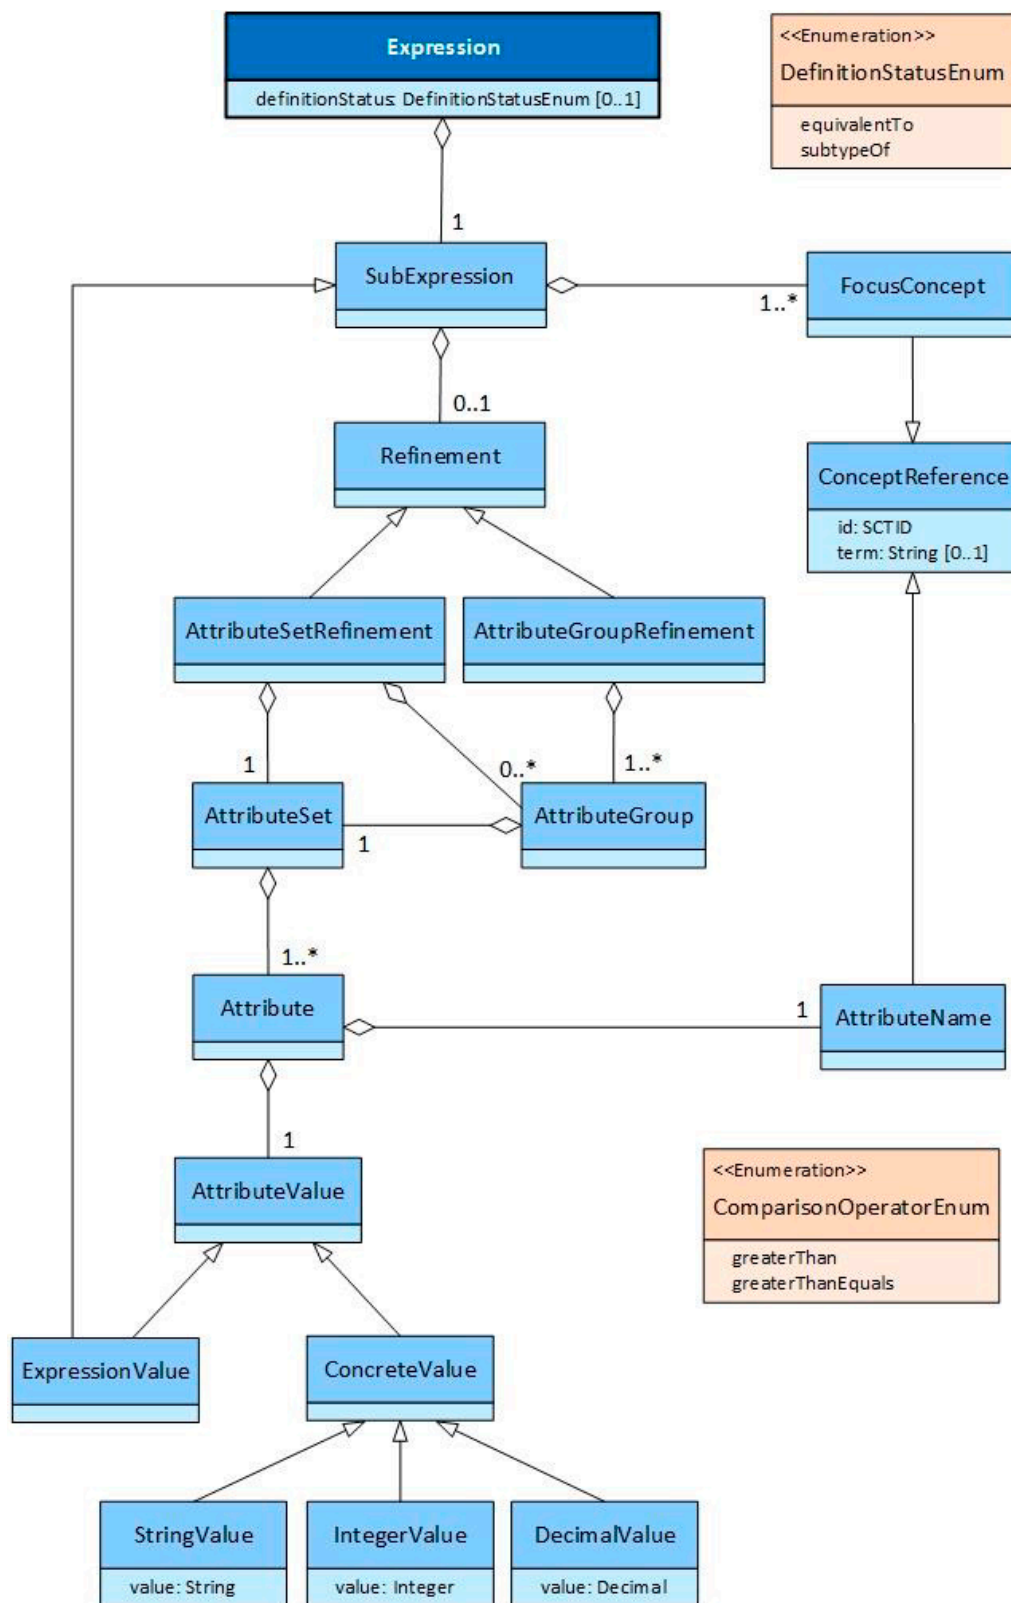 Expression
definitionStatus: DefinitionStatusEnum [0..1]
<<Enumeration>>
DefinitionStatusEnum
equivalentTo
subtypeOf
1
SubExpression
FocusConcept
1..*
0..1
Refinement
ConceptReference
id: SCTID
term: String [0..1]
AttributeSetRefinement
AttributeGroupRefinement
1
0..*
1..*
AttributeSet
AttributeGroup
1
1..*
Attribute
1
AttributeName
1
AttributeValue
<<Enumeration>>
ComparisonOperatorEnum
greaterThan
greaterThanEquals
ExpressionValue
ConcreteValue
StringValue
value: String
IntegerValue
value: Integer
DecimalValue
value: Decimal